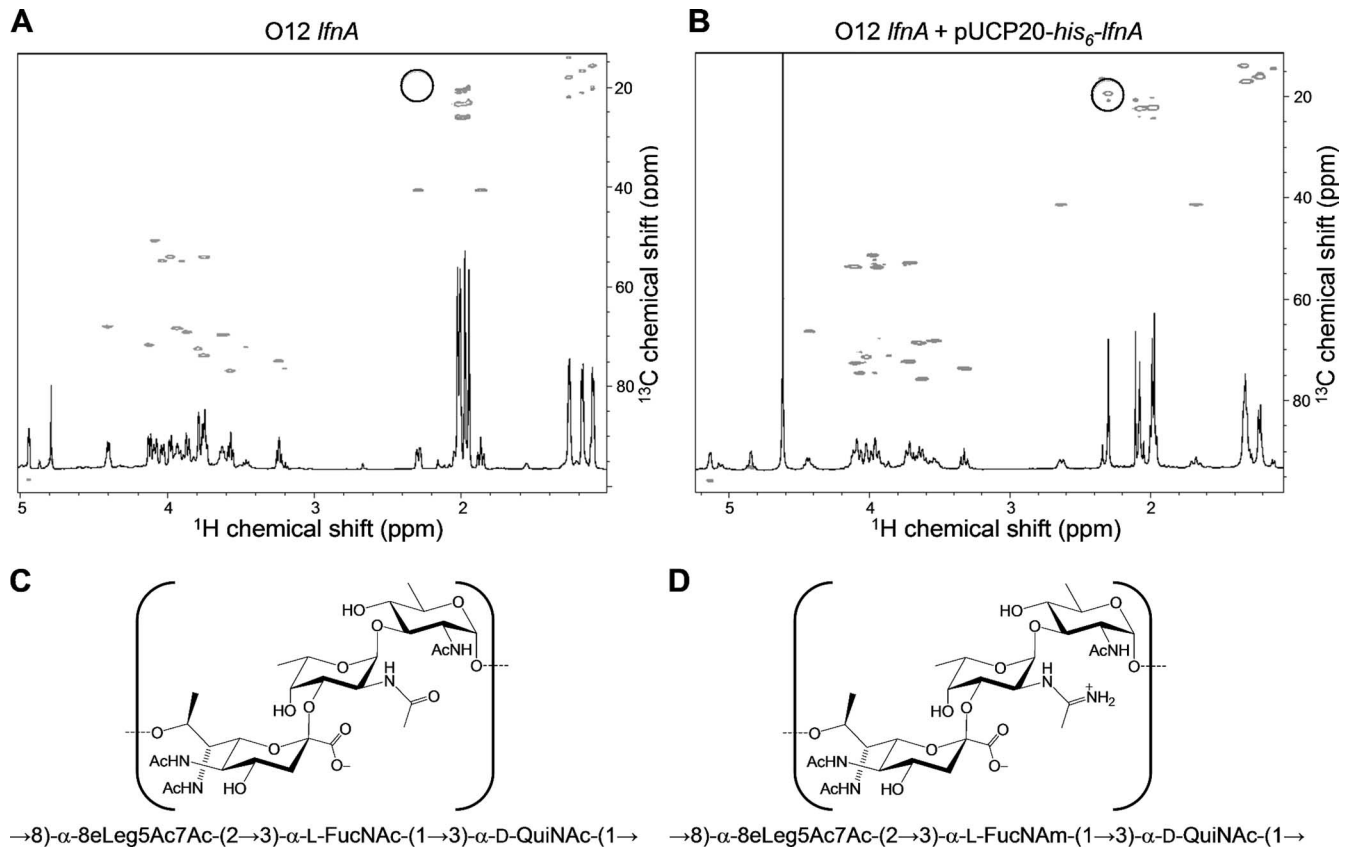 A
O12 lfnA
20
40
60
80
13C chemical shift (ppm)
5
4
3
2
1H chemical shift (ppm)
B
O12 lfnA + pUCP20-his6-lfnA
20
40
60
80
13C chemical shift (ppm)
5
4
3
2
1H chemical shift (ppm)
C
O
HO
O
AcNH
O
O
H
N
O
HO
O
O
O
O
O–
AcHN
AcHN
HO
→8)-α-8eLeg5Ac7Ac-(2→3)-α-L-FucNAc-(1→3)-α-D-QuiNAc-(1→
D
O
HO
O
AcNH
O
O
H
N
+
NH2
HO
O
O
O
O
O–
AcHN
AcHN
HO
→8)-α-8eLeg5Ac7Ac-(2→3)-α-L-FucNAm-(1→3)-α-D-QuiNAc-(1→